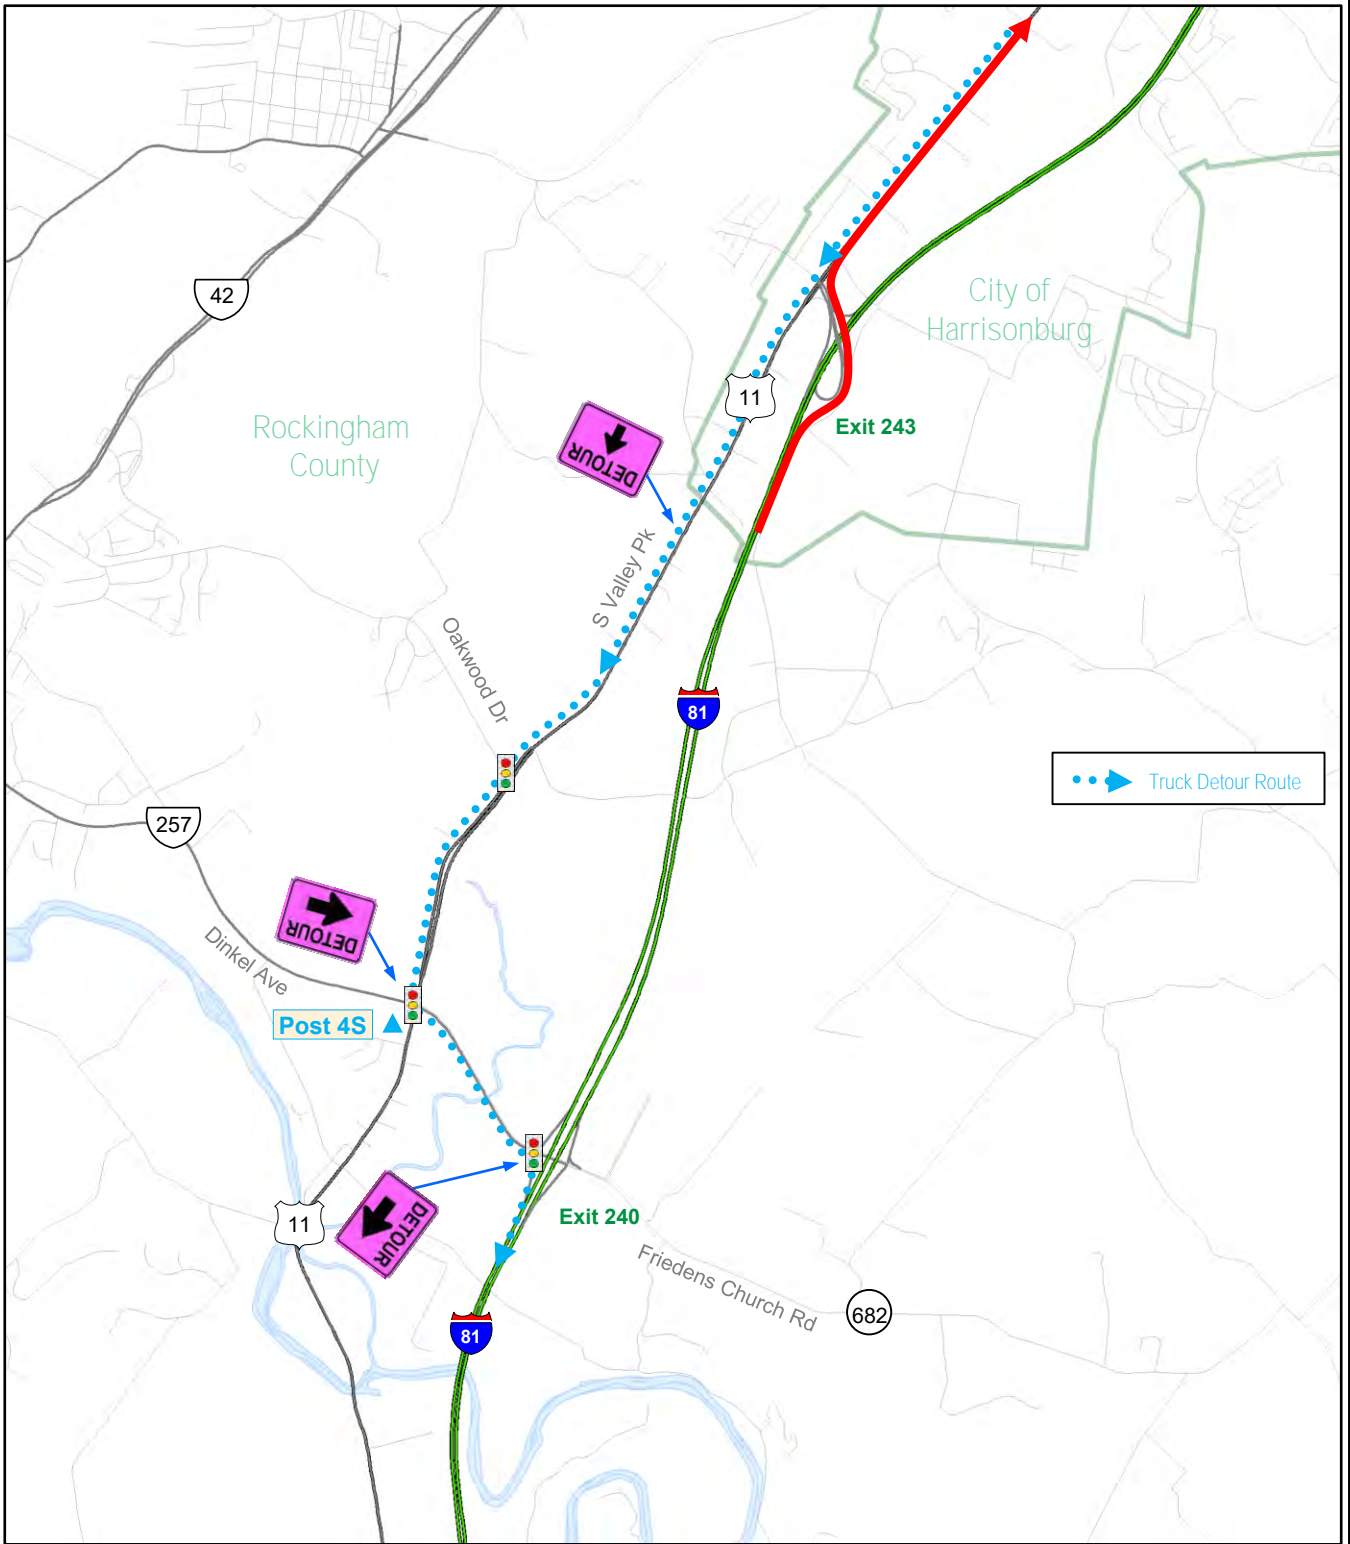 42
City of
Harrisonburg
11
Exit 243
Rockingham
County
DETOUR
S Valley Pk
Oakwood Dr
81
Truck Detour Route
257
DETOUR
Dinkel Ave
Post 4S
DETOUR
11
Exit 240
Friedens Church Rd
682
81